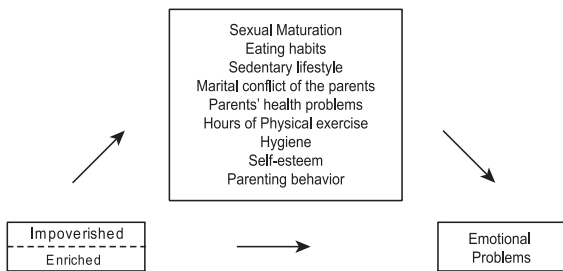 Sexual Maturation
Eating habits
Sedentary lifestyle
Marital conflict of the parents
Parents' health problems
Hours of Physical exercise
Hygiene
Self-esteem
Parenting behavior
Impoverished
Enriched
Emotional
Problems